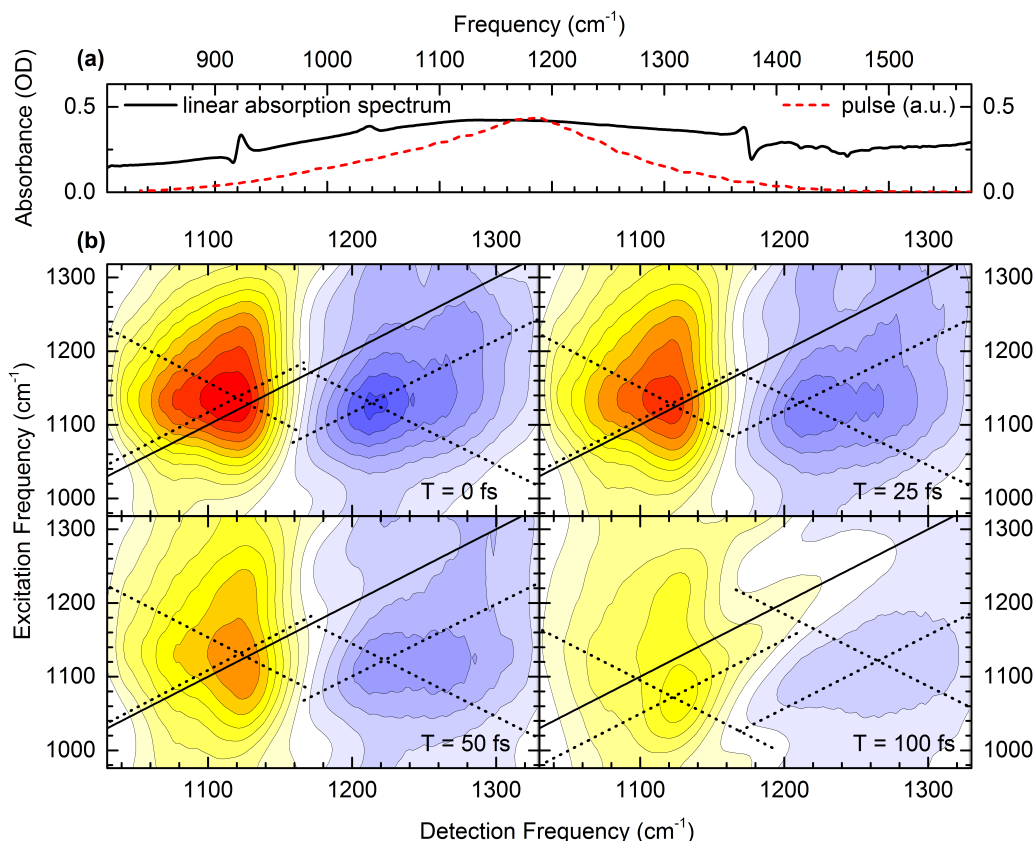 Frequency (cm⁻¹)
(a)
900 1000 1100 1200 1300 1400 1500
Absorbance (OD)
0.5 linear absorption spectrum pulse (a.u.) 0.5
0.0 0.0
(b)
1100 1200 1300 1100 1200 1300
Excitation Frequency (cm⁻¹)
1300 1300
1200 1200
1100 1100
1000 T = 0 fs T = 25 fs 1000
1300 1300
1200 1200
1100 1100
1000 T = 50 fs T = 100 fs 1000
1100 1200 1300 1100 1200 1300
Detection Frequency (cm⁻¹)